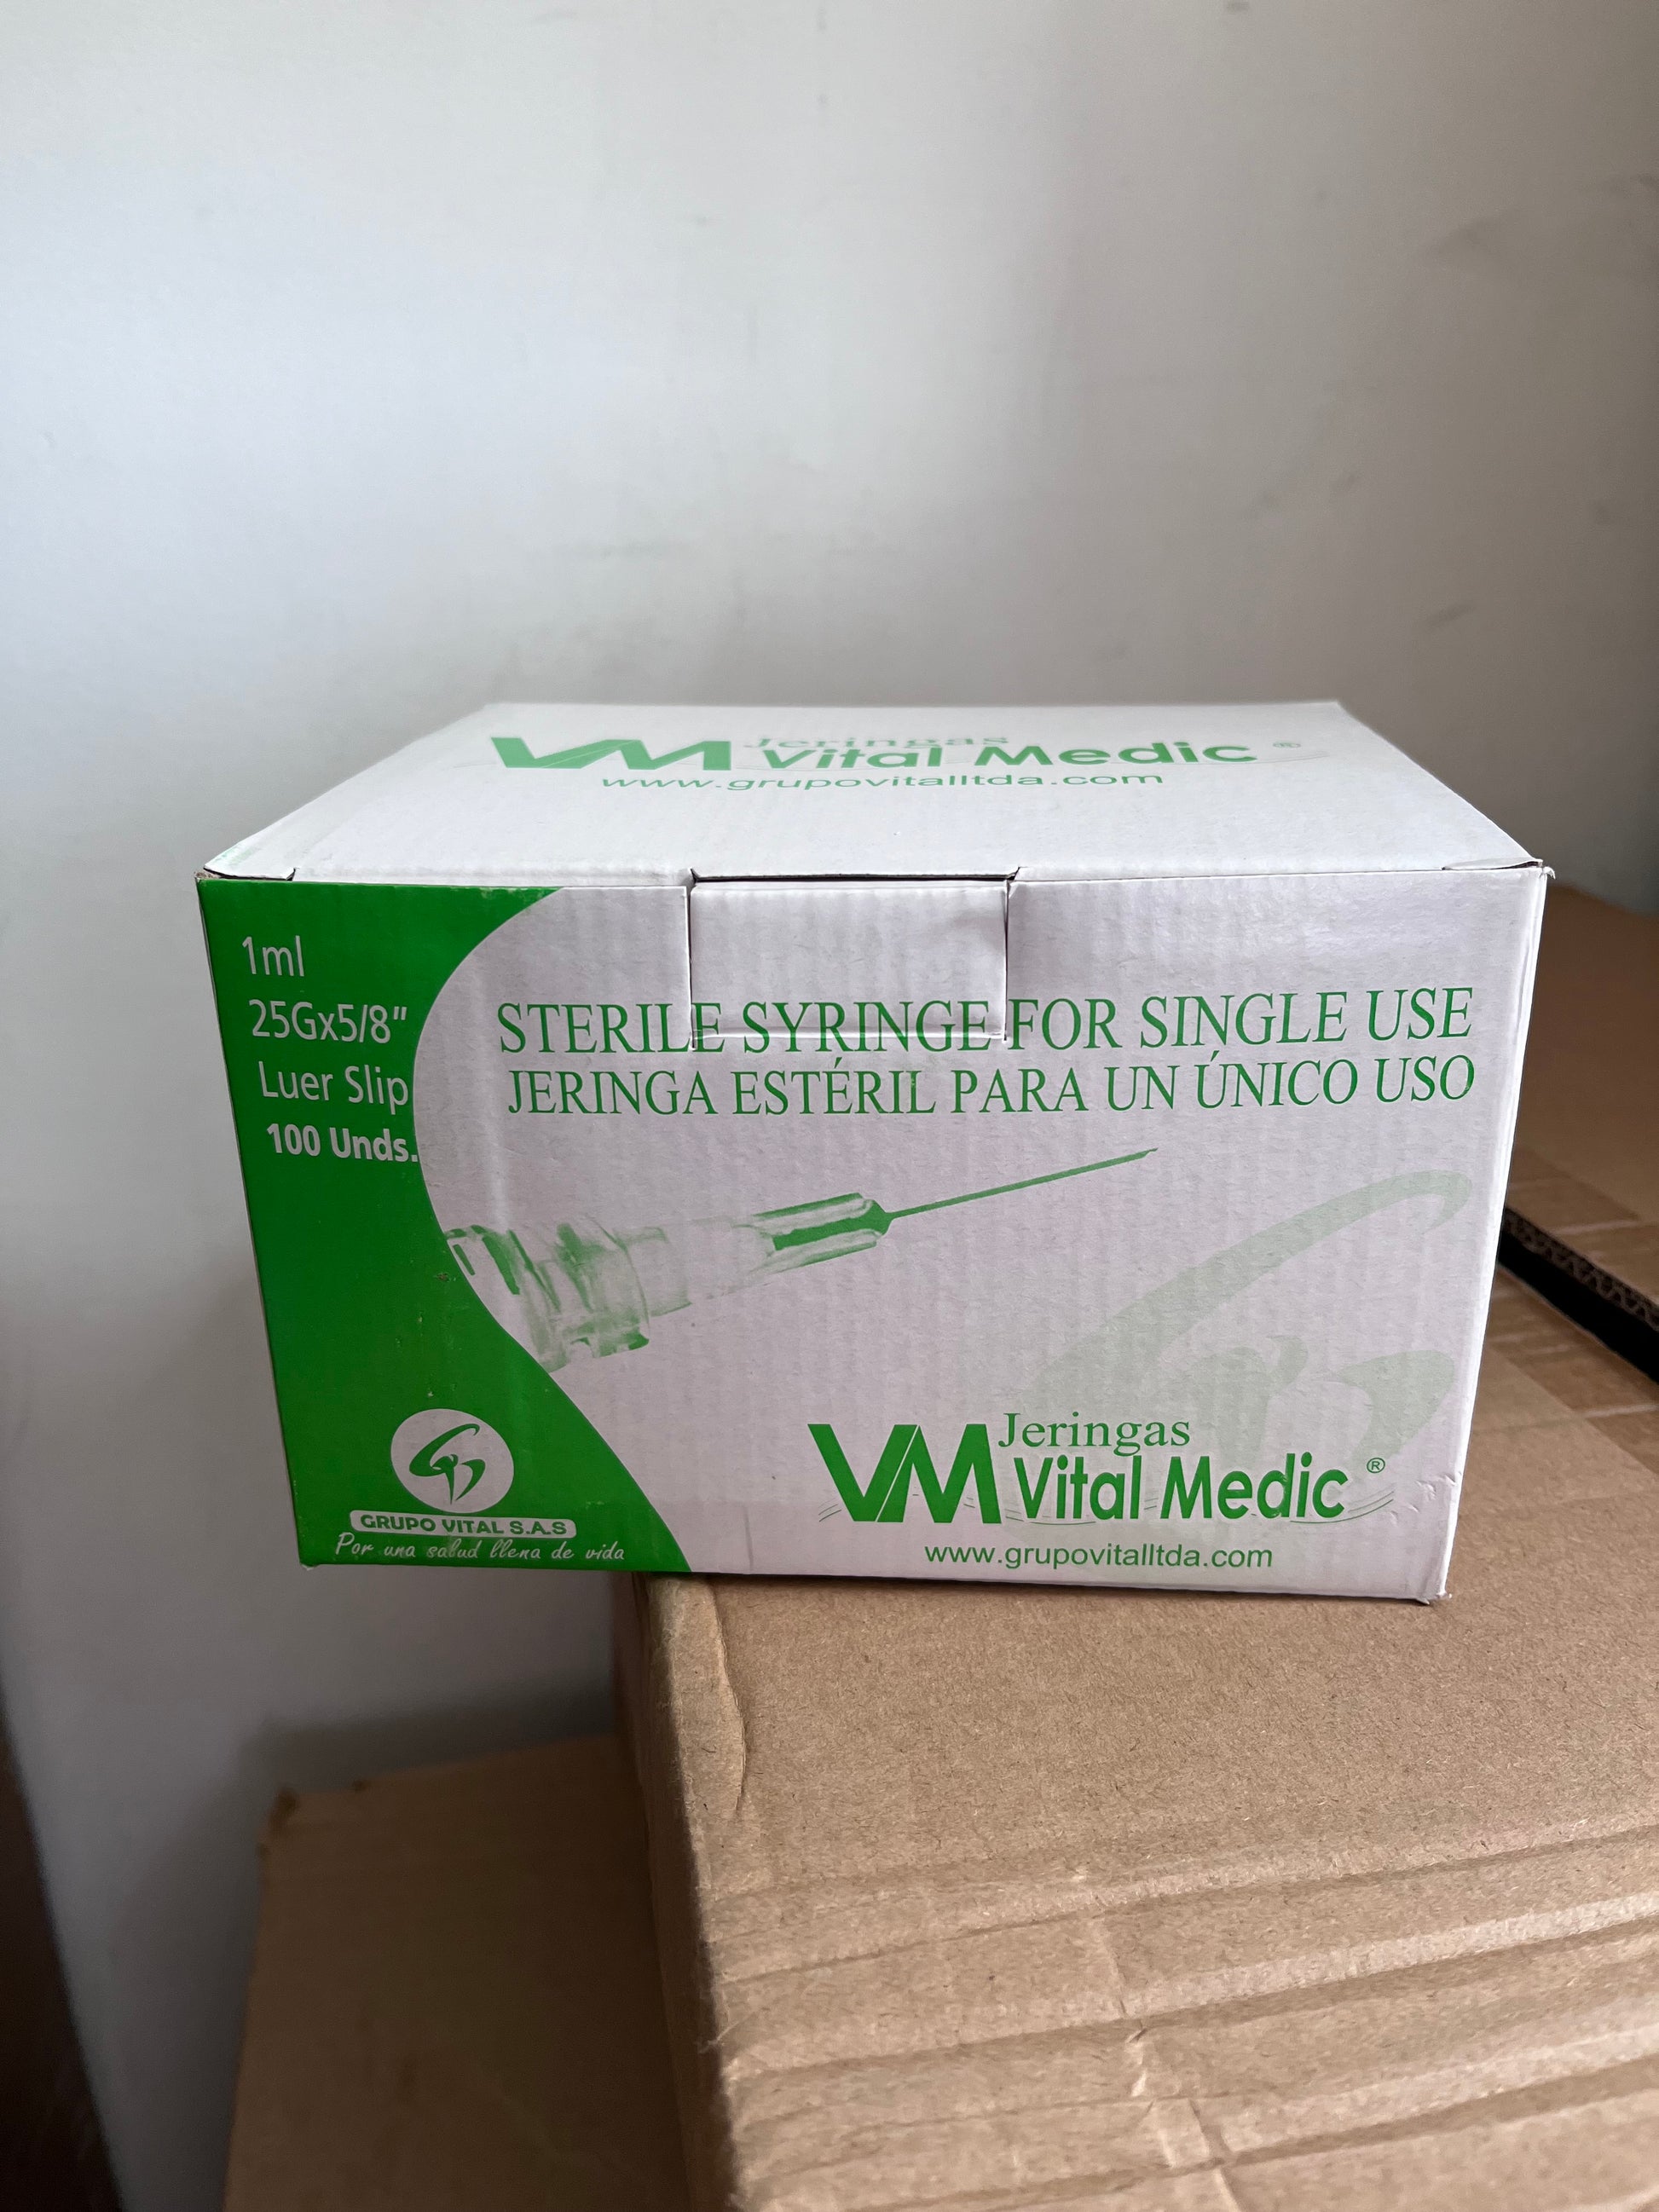 VM Jeringas
Vital Medic ®
www.grupovitalltda.com
1ml
25Gx5/8"
Luer Slip
100 Unds.
STERILE SYRINGE FOR SINGLE USE
JERINGA ESTÉRIL PARA UN ÚNICO USO
GRUPO VITAL S.A.S
Por una salud llena de vida
VM Jeringas
Vital Medic ®
www.grupovitalltda.com